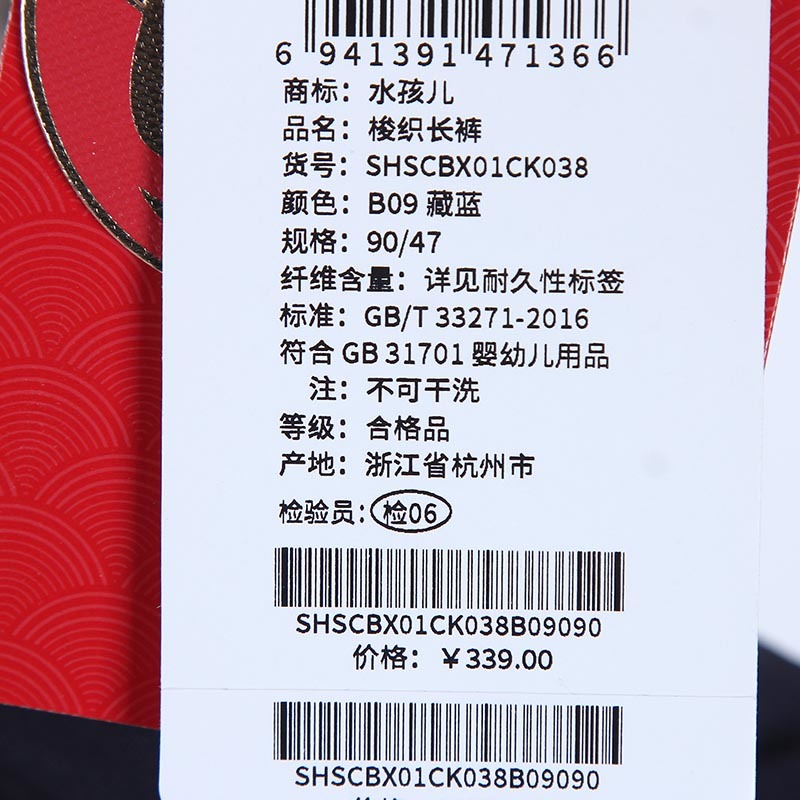 6 941391 471366
商标：水孩儿
品名：梭织长裤
货号：SHSCBX01CK038
颜色：B09 藏蓝
规格：90/47
纤维含量：详见耐久性标签
标准：GB/T 33271-2016
符合 GB 31701 婴幼儿用品
注：不可干洗
等级：合格品
产地：浙江省杭州市
检验员：检06
SHSCBX01CK038B09090
价格：￥339.00
SHSCBX01CK038B09090